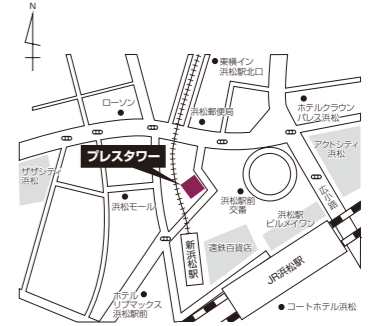 N
東横イン
浜松駅北口
ローソン
浜松郵便局
ホテルクラウン
パレス浜松
アクトシティ
浜松
プレスタワー
ザザシティ
浜松
浜松モール
浜松駅前
交番
広小路
浜松駅
ビルメイワン
新浜松駅
遠鉄百貨店
JR浜松駅
ホテル
リブマックス
浜松駅前
コートホテル浜松